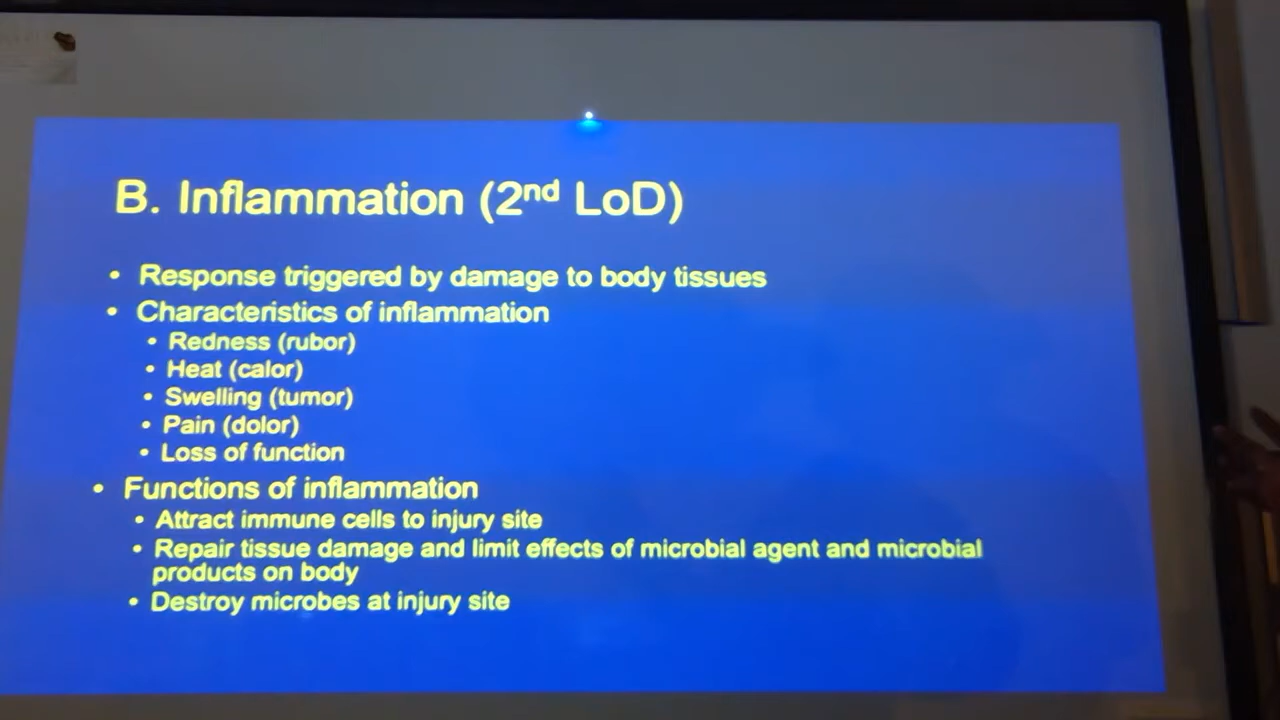 B. Inflammation (2nd LoD)
• Response triggered by damage to body tissues
• Characteristics of inflammation
• Redness (rubor)
• Heat (calor)
• Swelling (tumor)
• Pain (dolor)
• Loss of function
• Functions of inflammation
• Attract immune cells to injury site
• Repair tissue damage and limit effects of microbial agent and microbial
products on body
• Destroy microbes at injury site